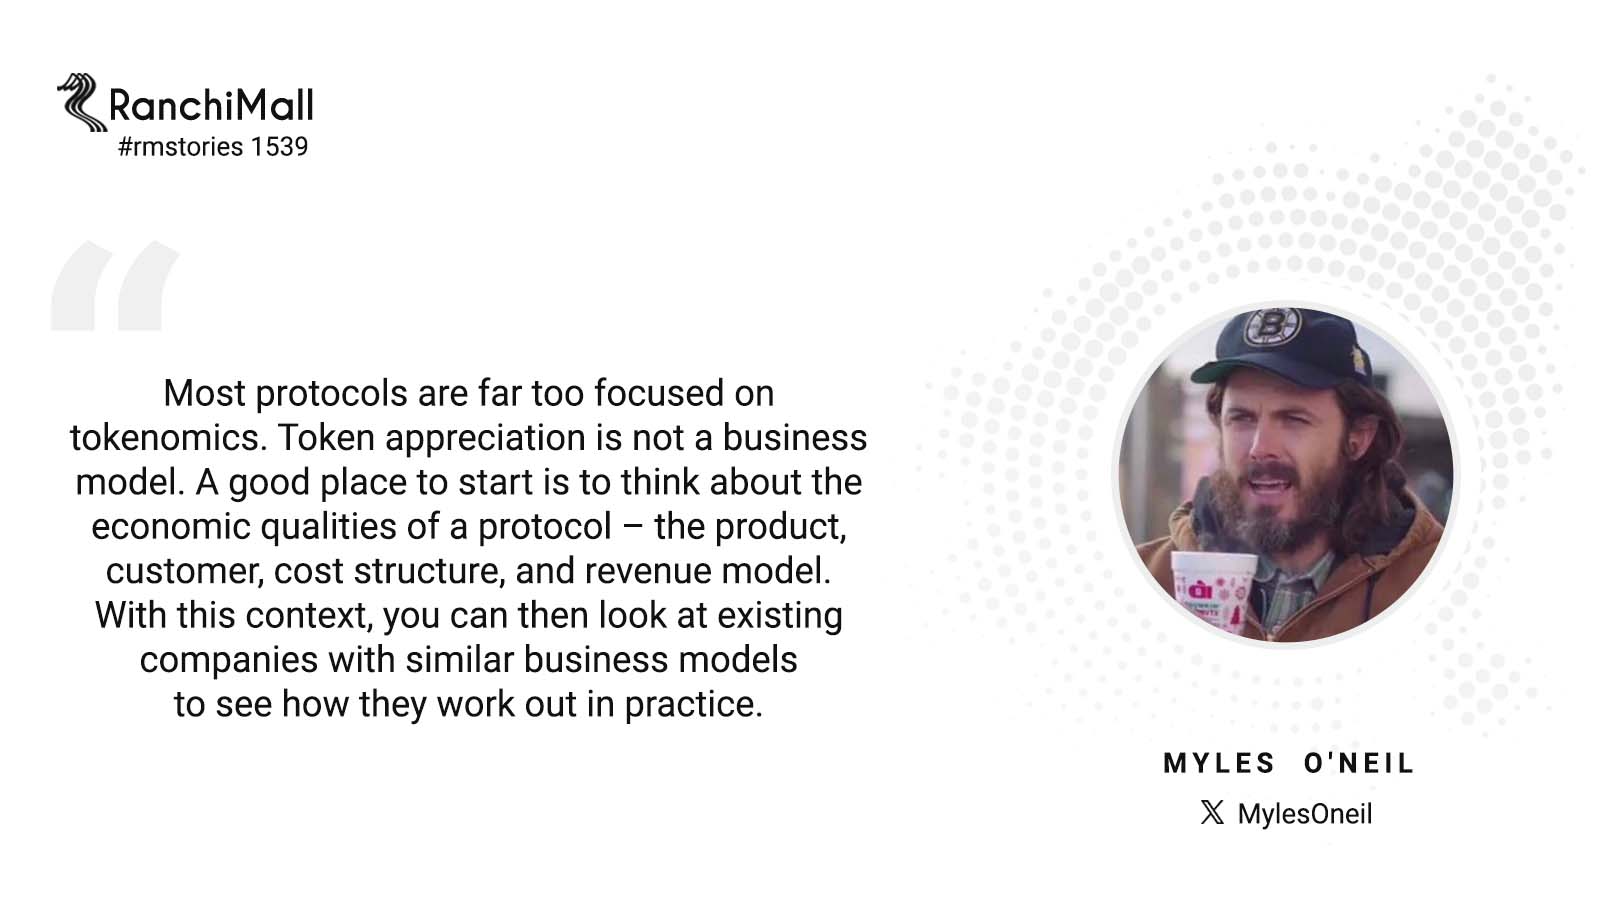 RanchiMall
#rmstories 1539
“
Most protocols are far too focused on
tokenomics. Token appreciation is not a business
model. A good place to start is to think about the
economic qualities of a protocol – the product,
customer, cost structure, and revenue model.
With this context, you can then look at existing
companies with similar business models
to see how they work out in practice.
B
MYLES O'NEIL
X MylesOneil